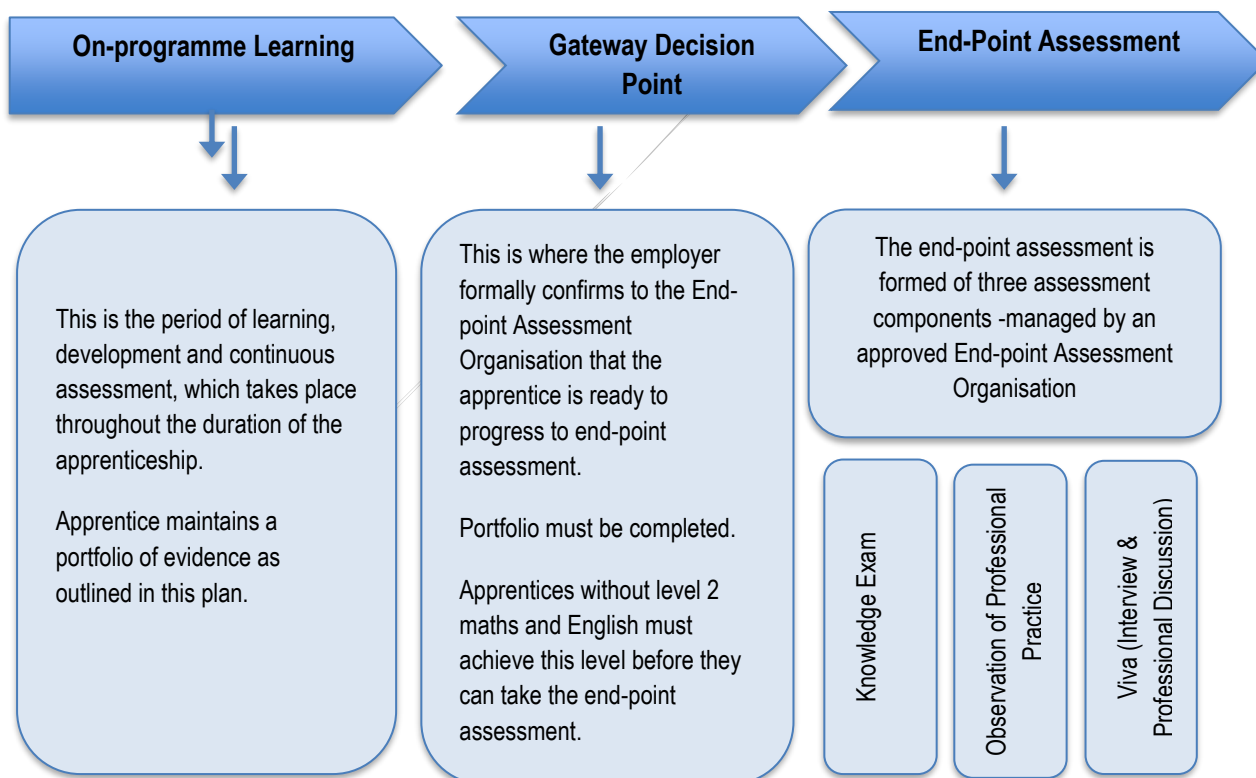 On-programme Learning
Gateway Decision
Point
End-Point Assessment
This is the period of learning,
development and continuous
assessment, which takes place
throughout the duration of the
apprenticeship.
Apprentice maintains a
portfolio of evidence as
outlined in this plan.
This is where the employer
formally confirms to the End-
point Assessment
Organisation that the
apprentice is ready to
progress to end-point
assessment.
Portfolio must be completed.
Apprentices without level 2
maths and English must
achieve this level before they
can take the end-point
assessment.
The end-point assessment is
formed of three assessment
components -managed by an
approved End-point Assessment
Organisation
Knowledge Exam
Observation of Professional
Practice
Viva (Interview &
Professional Discussion)